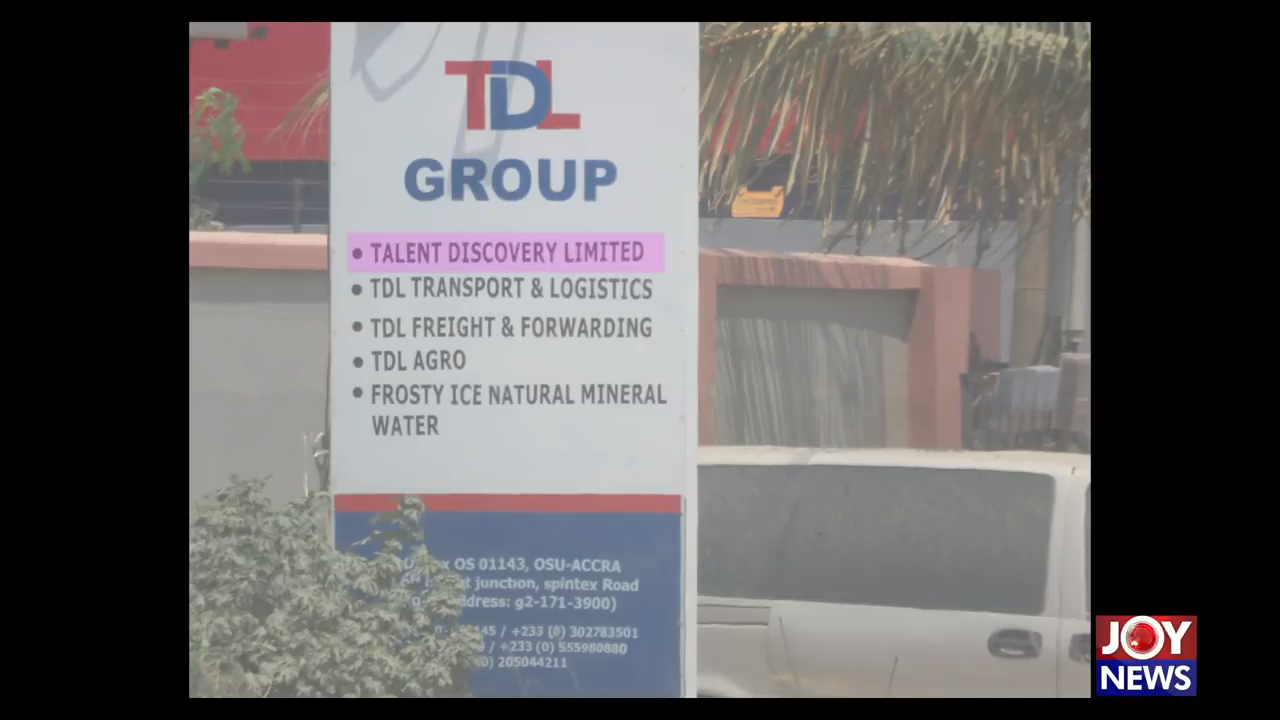 TDL
GROUP
• TALENT DISCOVERY LIMITED
• TDL TRANSPORT & LOGISTICS
• TDL FREIGHT & FORWARDING
• TDL AGRO
• FROSTY ICE NATURAL MINERAL
WATER
OS 01143, OSU-ACCRA
junction, spintex Road
g2-171-3900)
/ +233 (0) 302783501
/ +233 (0) 555980880
205044211
JOY
NEWS